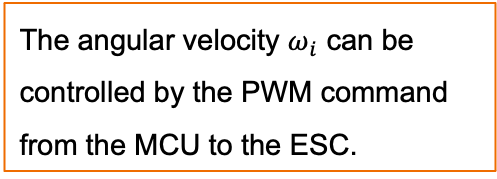 The angular velocity ωᵢ can be
controlled by the PWM command
from the MCU to the ESC.